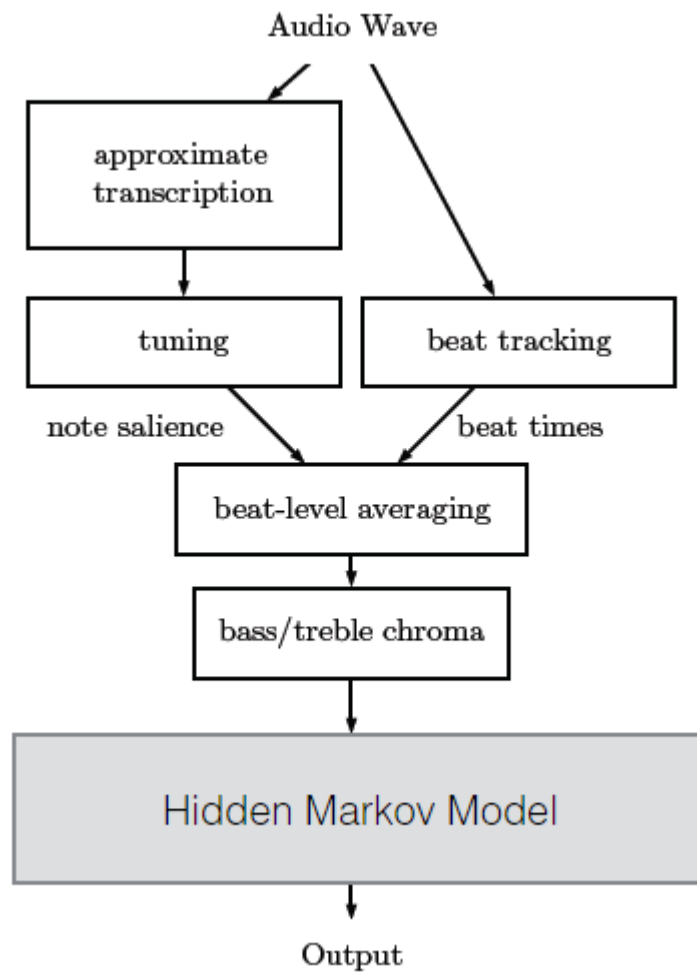 Audio Wave
approximate
transcription
tuning
beat tracking
note salience
beat times
beat-level averaging
bass/treble chroma
Hidden Markov Model
Output